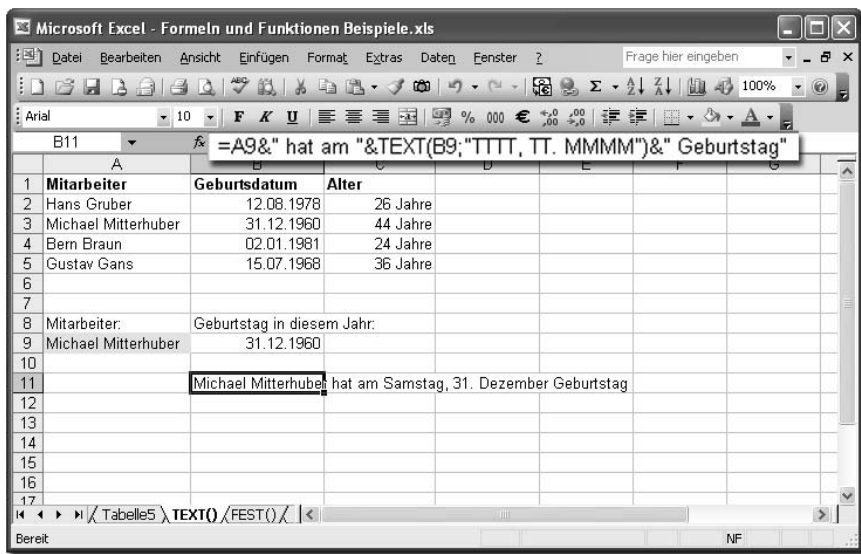 Microsoft Excel - Formeln und Funktionen Beispiele.xls
Datei Bearbeiten Ansicht Einfügen Format Extras Daten Fenster ? Frage hier eingeben
100%
Arial 10 F K U % 000 €
B11 fx =A9&" hat am "&TEXT(B9;"TTTT, TT. MMMM")&" Geburtstag"
A B C D E F G
1 Mitarbeiter Geburtsdatum Alter
2 Hans Gruber 12.08.1978 26 Jahre
3 Michael Mitterhuber 31.12.1960 44 Jahre
4 Bern Braun 02.01.1981 24 Jahre
5 Gustav Gans 15.07.1968 36 Jahre
6
7
8 Mitarbeiter: Geburtstag in diesem Jahr:
9 Michael Mitterhuber 31.12.1960
10
11 Michael Mitterhuber hat am Samstag, 31. Dezember Geburtstag
12
13
14
15
16
17
Tabelle5 TEXT() FEST()
Bereit NF